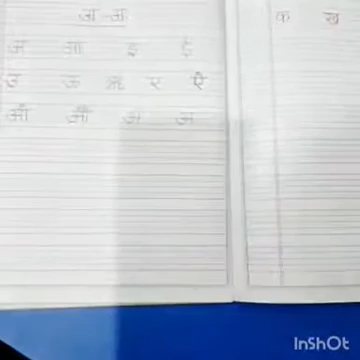 अ - अ
अ आ इ ई
उ ऊ ऋ ए ऐ
ओ औ अ अ
क ख
InShOt